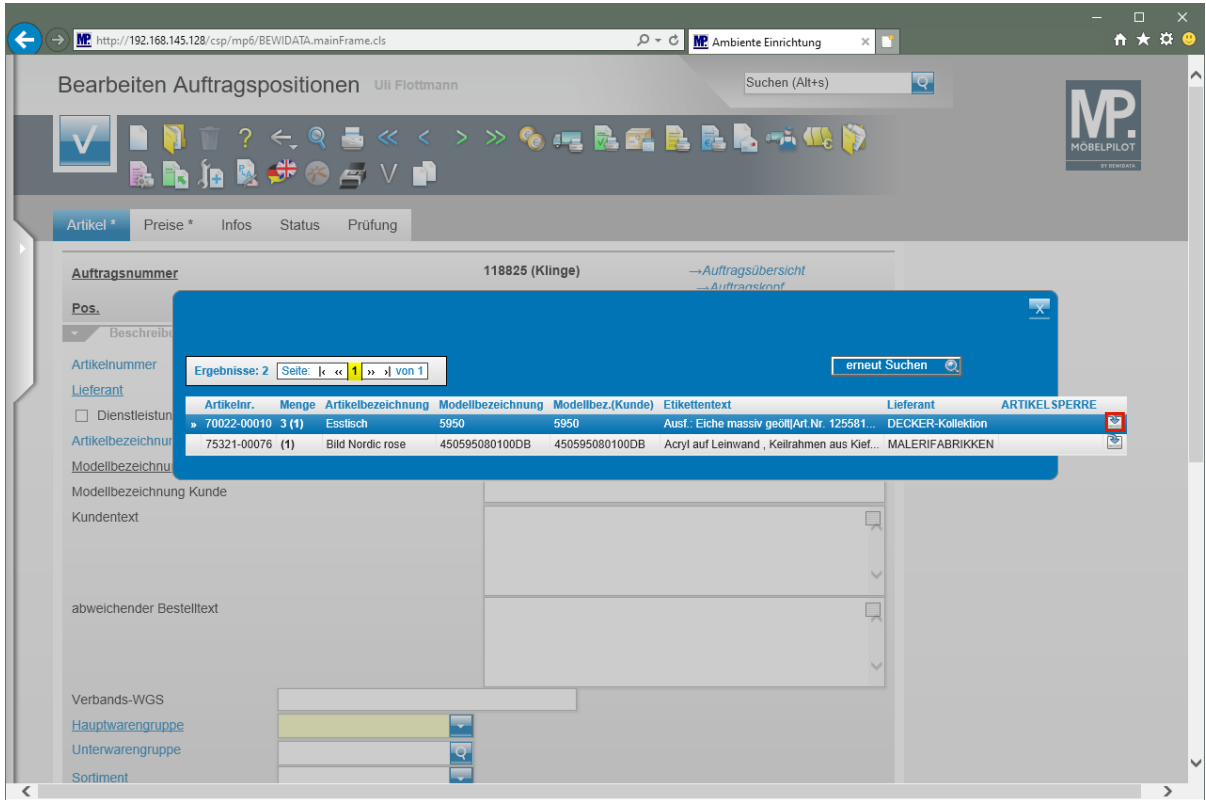 http://192.168.145.128/csp/mp6/BEWIDATA.mainFrame.cls
MP. Ambiente Einrichtung
Bearbeiten Auftragspositionen Uli Flottmann
Suchen (Alt+s)
MP.
MÖBELPILOT
BY BEWIDATA
Artikel * Preise * Infos Status Prüfung
Auftragsnummer 118825 (Klinge) →Auftragsübersicht
→Auftragskopf
Pos.
Artikelnummer
Ergebnisse: 2 Seite: 1 von 1 erneut Suchen
Lieferant
Artikelnr. Menge Artikelbezeichnung Modellbezeichnung Modellbez.(Kunde) Etikettentext Lieferant ARTIKELSPERRE
» 70022-00010 3 (1) Esstisch 5950 5950 Ausf.: Eiche massiv geölt|Art.Nr. 125581... DECKER-Kollektion
75321-00076 (1) Bild Nordic rose 450595080100DB 450595080100DB Acryl auf Leinwand , Keilrahmen aus Kief... MALERIFABRIKKEN
Modellbezeichnung Kunde
Kundentext
abweichender Bestelltext
Verbands-WGS
Hauptwarengruppe
Unterwarengruppe
Sortiment